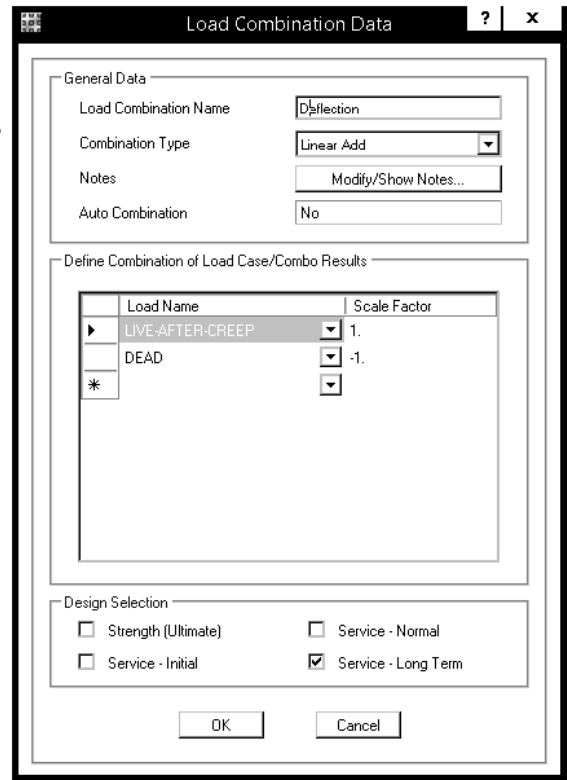 Load Combination Data ? x
General Data
Load Combination Name Deflection
Combination Type Linear Add
Notes Modify/Show Notes...
Auto Combination No
Define Combination of Load Case/Combo Results
Load Name Scale Factor
LIVE-AFTER-CREEP 1.
DEAD -1.
*
Design Selection
Strength (Ultimate) Service - Normal
Service - Initial Service - Long Term
OK Cancel